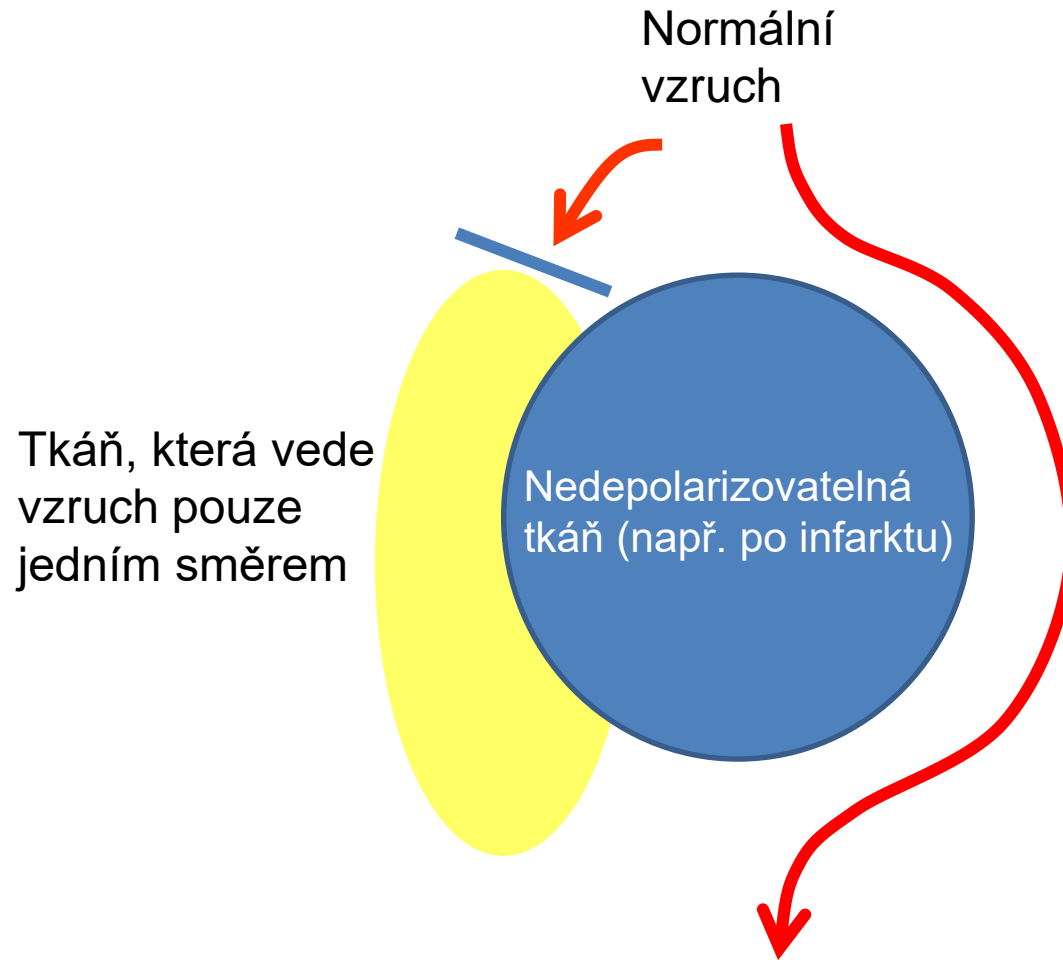 Normální
vzruch
Tkáň, která vede
vzruch pouze
jedním směrem
Nedepolarizovatelná
tkáň (např. po infarktu)